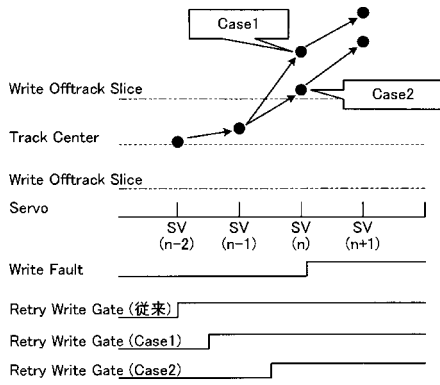 Case1
Write Offtrack Slice
Case2
Track Center
Write Offtrack Slice
Servo
SV SV SV SV
(n-2) (n-1) (n) (n+1)
Write Fault
Retry Write Gate (従来)
Retry Write Gate (Case1)
Retry Write Gate (Case2)